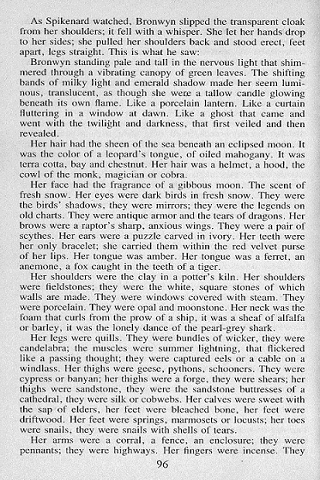 As Spikenard watched, Bronwyn slipped the transparent cloak
from her shoulders; it fell with a whisper. She let her hands drop
to her sides; she pulled her shoulders back and stood erect, feet
apart, legs straight. This is what he saw:
Bronwyn standing pale and tall in the nervous light that shim-
mered through a vibrating canopy of green leaves. The shifting
bands of milky light and emerald shadow made her seem lumi-
nous, translucent, as though she were a tallow candle glowing
beneath its own flame. Like a porcelain lantern. Like a curtain
fluttering in a window at dawn. Like a ghost that came and
went with the twilight and darkness, that first veiled and then
revealed.
Her hair had the sheen of the sea beneath an eclipsed moon. It
was the color of a leopard's tongue, of oiled mahogany. It was
terra cotta, bay and chestnut. Her hair was a helmet, a hood, the
cowl of the monk, magician or cobra.
Her face had the fragrance of a gibbous moon. The scent of
fresh snow. Her eyes were dark birds in fresh snow. They were
the birds' shadows, they were mirrors; they were the legends on
old charts. They were antique armor and the tears of dragons. Her
brows were a raptor's sharp, anxious wings. They were a pair of
scythes. Her ears were a puzzle carved in ivory. Her teeth were
her only bracelet; she carried them within the red velvet purse
of her lips. Her tongue was amber. Her tongue was a ferret, an
anemone, a fox caught in the teeth of a tiger.
Her shoulders were the clay in a potter's kiln. Her shoulders
were fieldstones; they were the white, square stones of which
walls are made. They were windows covered with steam. They
were porcelain. They were opal and moonstone. Her neck was the
foam that curls from the prow of a ship, it was a sheaf of alfalfa
or barley, it was the lonely dance of the pearl-grey shark.
Her legs were quills. They were bundles of wicker, they were
candelabra; the muscles were summer lightning, that flickered
like a passing thought; they were captured eels or a cable on a
windlass. Her thighs were geese, pythons, schooners. They were
cypress or banyan; her thighs were a forge, they were shears; her
thighs were sandstone, they were the sandstone buttresses of a
cathedral, they were silk or cobwebs. Her calves were sweet with
the sap of elders, her feet were bleached bone, her feet were
driftwood. Her feet were springs, marmosets or locusts; her toes
were snails, they were snails with shells of tears.
Her arms were a corral, a fence, an enclosure; they were
pennants; they were highways. Her fingers were incense. They
96